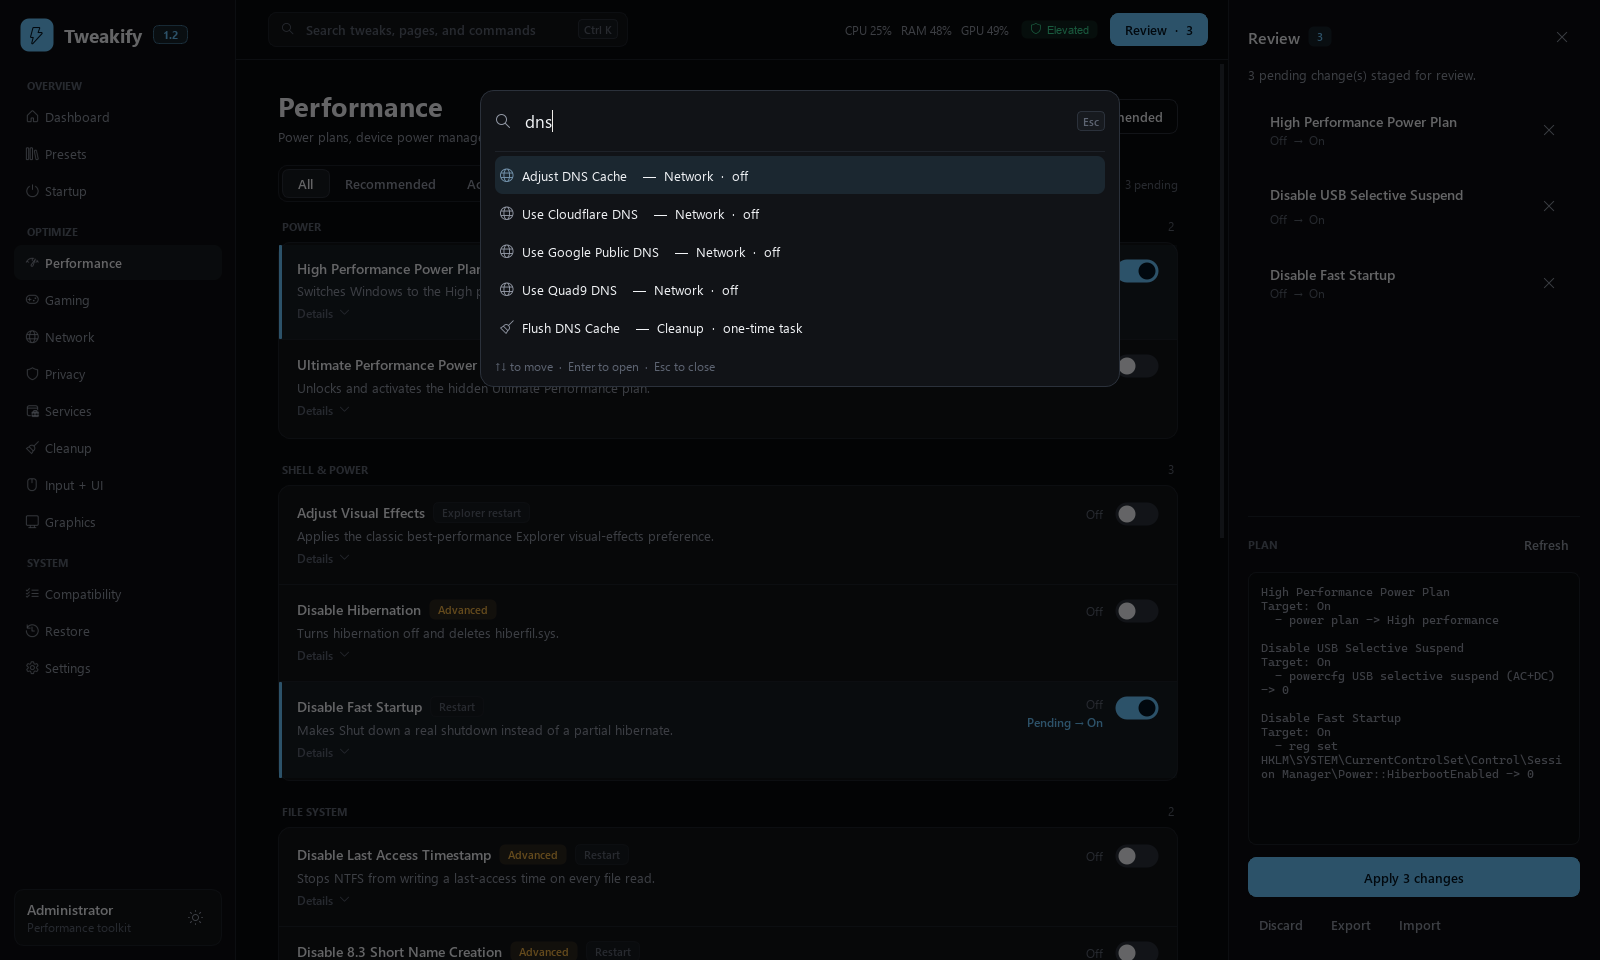 Tweakify 1.2
OVERVIEW
Dashboard
Presets
Startup
OPTIMIZE
Performance
Gaming
Network
Privacy
Services
Cleanup
Input + UI
Graphics
SYSTEM
Compatibility
Restore
Settings
Administrator
Performance toolkit
Search tweaks, pages, and commands Ctrl K
CPU 25% RAM 48% GPU 49% Elevated Review · 3
Performance
Power plans, device power manage
All Recommended Ad
3 pending
dns Esc
Adjust DNS Cache — Network · off
Use Cloudflare DNS — Network · off
Use Google Public DNS — Network · off
Use Quad9 DNS — Network · off
Flush DNS Cache — Cleanup · one-time task
↑↓ to move · Enter to open · Esc to close
POWER 2
High Performance Power Plan
Switches Windows to the High p
Details
Ultimate Performance Power
Unlocks and activates the hidden Ultimate Performance plan.
Details
SHELL & POWER 3
Adjust Visual Effects Explorer restart Off
Applies the classic best-performance Explorer visual-effects preference.
Details
Disable Hibernation Advanced Off
Turns hibernation off and deletes hiberfil.sys.
Details
Disable Fast Startup Restart Off
Pending → On
Makes Shut down a real shutdown instead of a partial hibernate.
Details
FILE SYSTEM 2
Disable Last Access Timestamp Advanced Restart Off
Stops NTFS from writing a last-access time on every file read.
Details
Disable 8.3 Short Name Creation Advanced Restart Off
Review 3
3 pending change(s) staged for review.
High Performance Power Plan
Off → On
Disable USB Selective Suspend
Off → On
Disable Fast Startup
Off → On
PLAN Refresh
High Performance Power Plan
Target: On
- power plan -> High performance
Disable USB Selective Suspend
Target: On
- powercfg USB selective suspend (AC+DC)
-> 0
Disable Fast Startup
Target: On
- reg set
HKLM\SYSTEM\CurrentControlSet\Control\Sessi
on Manager\Power::HiberbootEnabled -> 0
Apply 3 changes
Discard Export Import